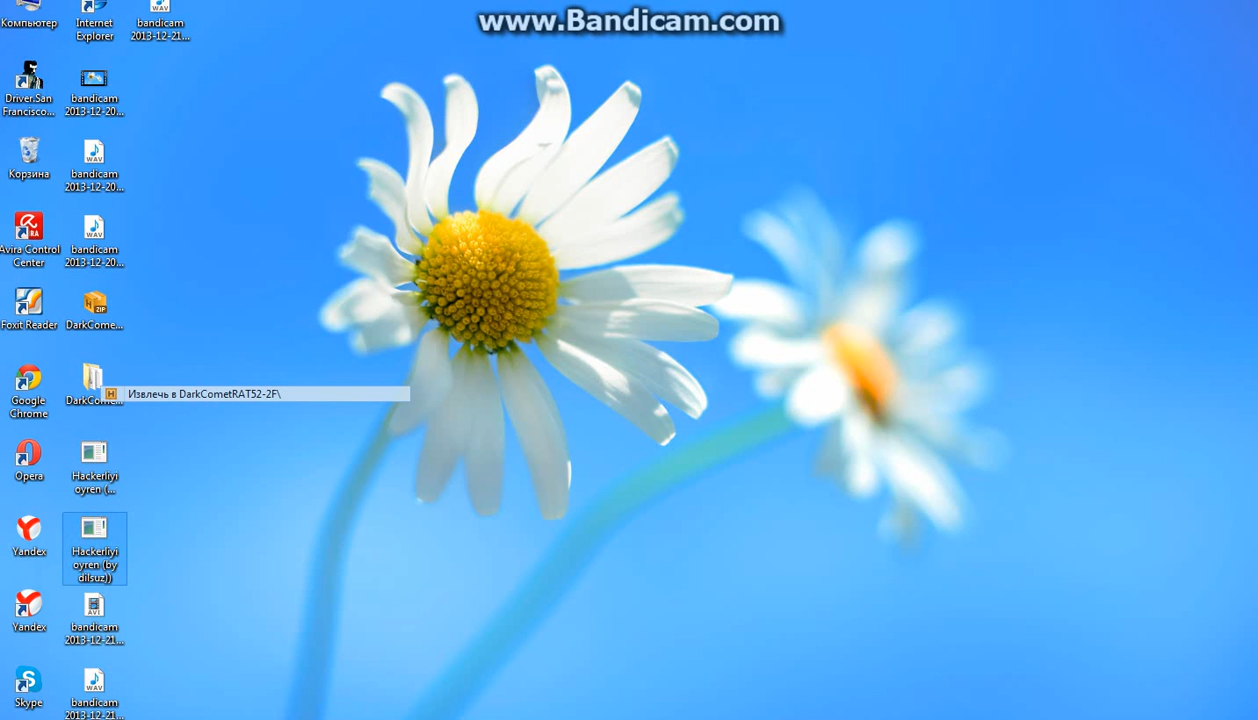 www.Bandicam.com
Компьютер
Internet
Explorer
bandicam
2013-12-21...
Driver.San
Francisco...
bandicam
2013-12-20...
Корзина
bandicam
2013-12-20...
Avira Control
Center
bandicam
2013-12-20...
Foxit Reader
DarkCome...
Google
Chrome
DarkCome...
Извлечь в DarkCometRAT52-2F\
Opera
Hackerliyi
oyren (...
Yandex
Hackerliyi
oyren (by
dilsuz))
Yandex
bandicam
2013-12-21...
Skype
bandicam
2013-12-21...